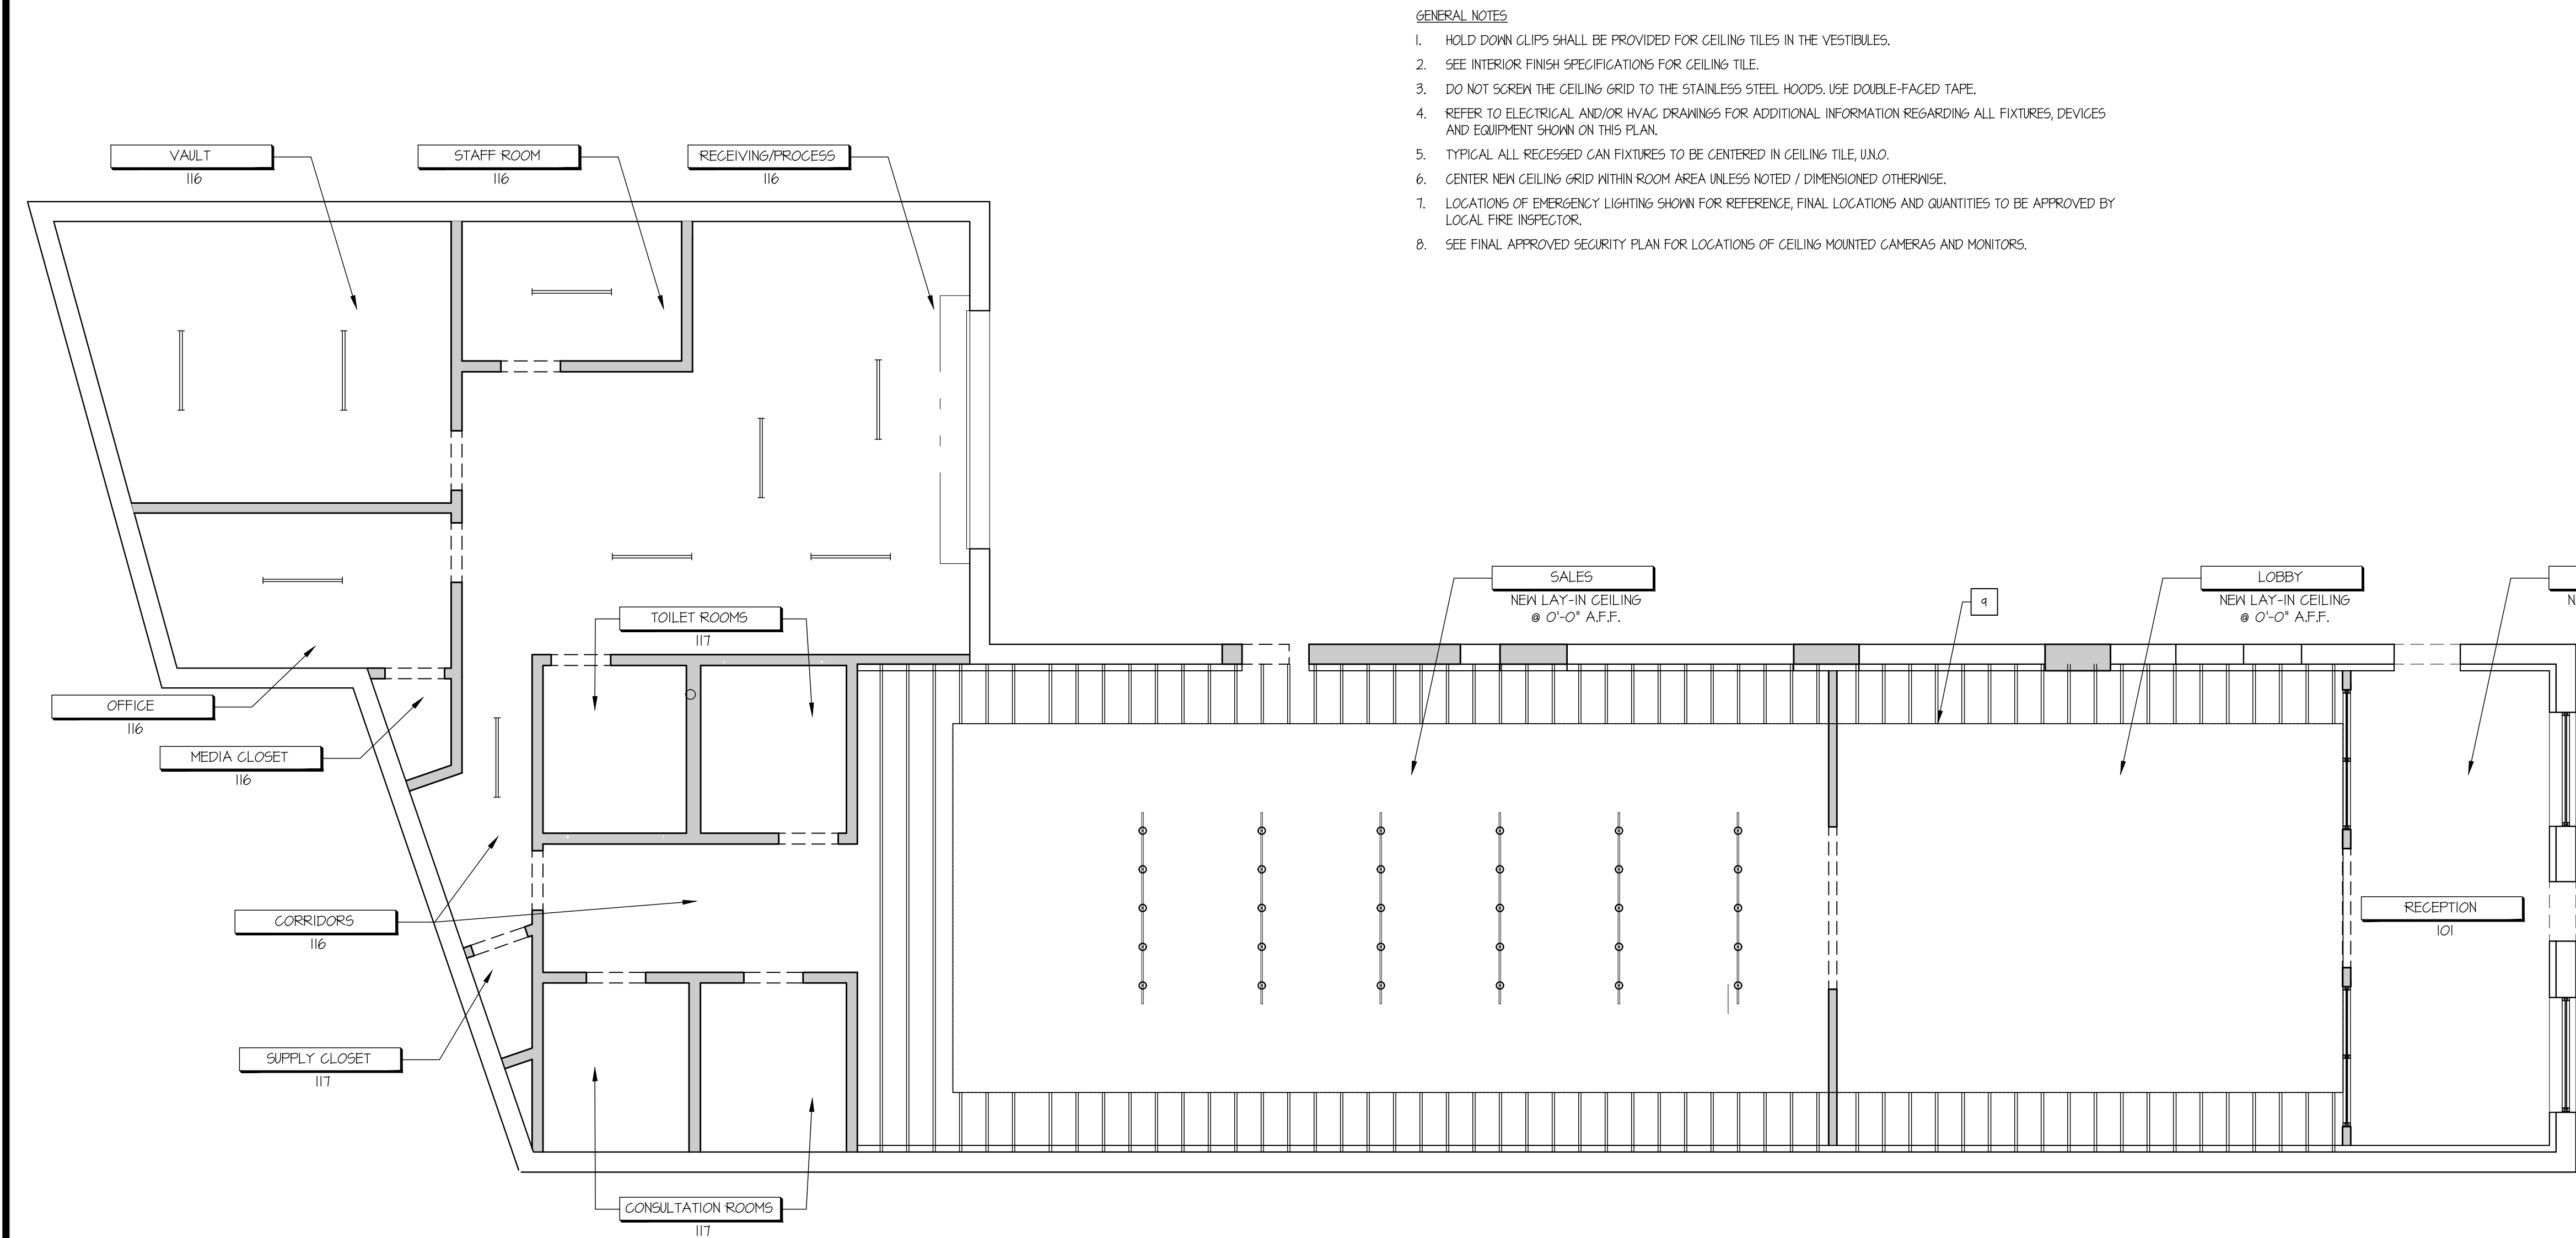 GENERAL NOTES
1. HOLD DOWN CLIPS SHALL BE PROVIDED FOR CEILING TILES IN THE VESTIBULES.
2. SEE INTERIOR FINISH SPECIFICATIONS FOR CEILING TILE.
3. DO NOT SCREW THE CEILING GRID TO THE STAINLESS STEEL HOODS. USE DOUBLE-FACED TAPE.
4. REFER TO ELECTRICAL AND/OR HVAC DRAWINGS FOR ADDITIONAL INFORMATION REGARDING ALL FIXTURES, DEVICES
AND EQUIPMENT SHOWN ON THIS PLAN.
5. TYPICAL ALL RECESSED CAN FIXTURES TO BE CENTERED IN CEILING TILE, U.N.O.
6. CENTER NEW CEILING GRID WITHIN ROOM AREA UNLESS NOTED / DIMENSIONED OTHERWISE.
7. LOCATIONS OF EMERGENCY LIGHTING SHOWN FOR REFERENCE, FINAL LOCATIONS AND QUANTITIES TO BE APPROVED BY
LOCAL FIRE INSPECTOR.
8. SEE FINAL APPROVED SECURITY PLAN FOR LOCATIONS OF CEILING MOUNTED CAMERAS AND MONITORS.
VAULT
116
STAFF ROOM
116
RECEIVING/PROCESS
116
SALES
NEW LAY-IN CEILING
@ 0'-0" A.F.F.
9
LOBBY
NEW LAY-IN CEILING
@ 0'-0" A.F.F.
N
TOILET ROOMS
117
OFFICE
116
MEDIA CLOSET
116
CORRIDORS
116
RECEPTION
101
SUPPLY CLOSET
117
CONSULTATION ROOMS
117